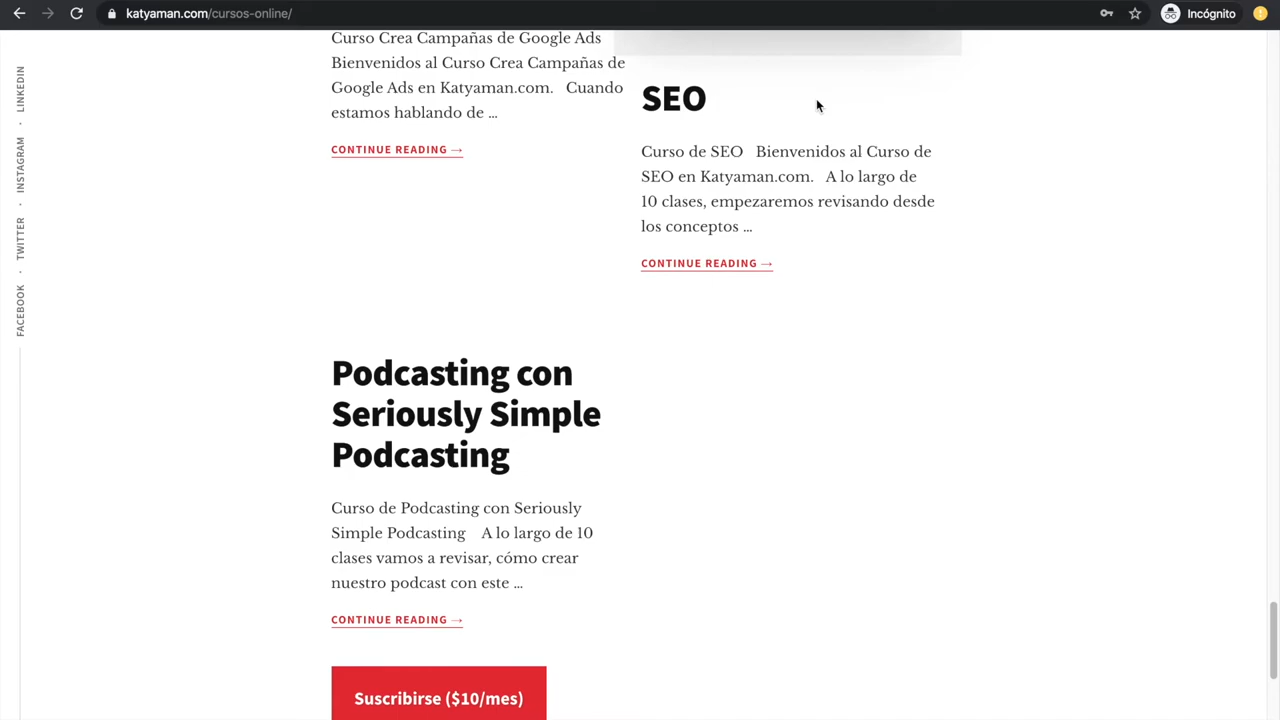 katyaman.com/cursos-online/
Incógnito
LINKEDIN
INSTAGRAM
TWITTER
FACEBOOK
Curso Crea Campañas de Google Ads
Bienvenidos al Curso Crea Campañas de
Google Ads en Katyaman.com. Cuando
estamos hablando de ...
CONTINUE READING →
SEO
Curso de SEO Bienvenidos al Curso de
SEO en Katyaman.com. A lo largo de
10 clases, empezaremos revisando desde
los conceptos ...
CONTINUE READING →
Podcasting con
Seriously Simple
Podcasting
Curso de Podcasting con Seriously
Simple Podcasting A lo largo de 10
clases vamos a revisar, cómo crear
nuestro podcast con este ...
CONTINUE READING →
Suscribirse ($10/mes)